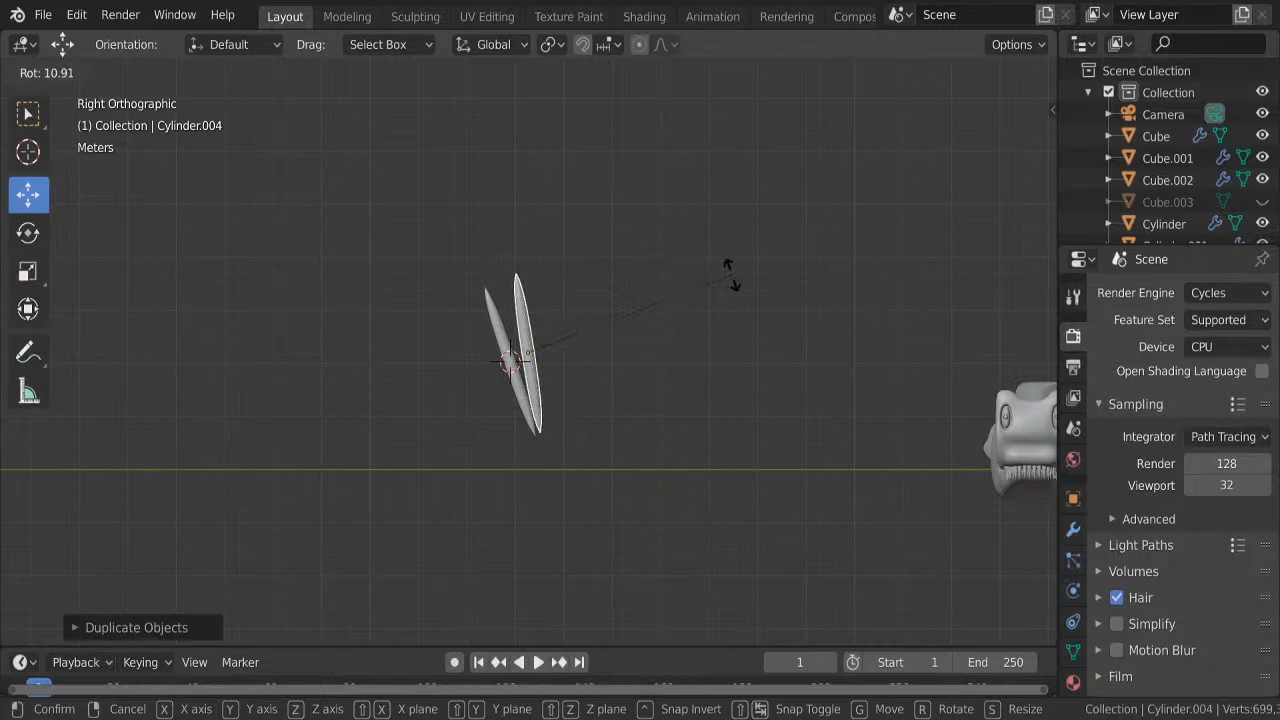 File Edit Render Window Help Layout Modeling Sculpting UV Editing Texture Paint Shading Animation Rendering Compos Scene View Layer
Orientation: Default Drag: Select Box Global Options
Rot: 10.91
Right Orthographic
(1) Collection | Cylinder.004
Meters
Scene Collection
Collection
Camera
Cube
Cube.001
Cube.002
Cube.003
Cylinder
Scene
Render Engine Cycles
Feature Set Supported
Device CPU
Open Shading Language
Sampling
Integrator Path Tracing
Render 128
Viewport 32
Advanced
Light Paths
Volumes
Hair
Simplify
Motion Blur
Film
Duplicate Objects
Playback Keying View Marker 1 Start 1 End 250
Confirm Cancel X X axis Y Y axis Z Z axis X X plane Y Y plane Z Z plane Snap Invert Snap Toggle G Move R Rotate S Resize Collection | Cylinder.004 | Verts:699,3